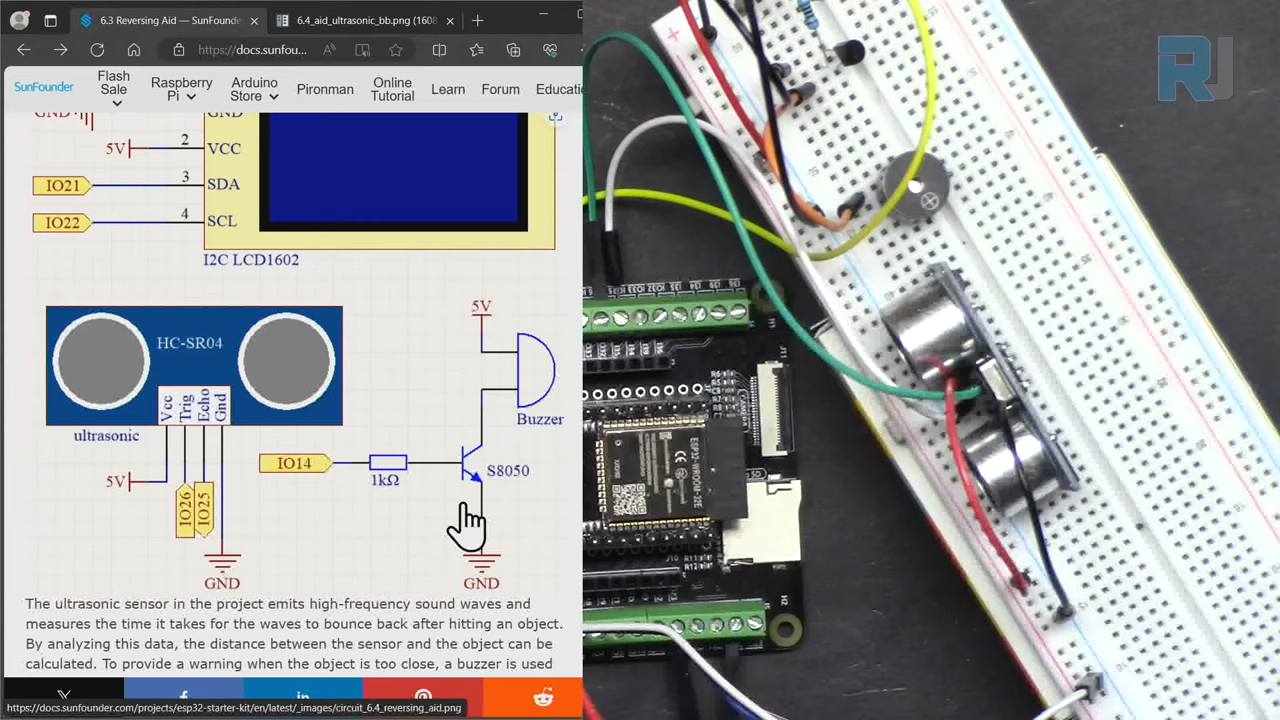 6.3 Reversing Aid — SunFounder
6.4_aid_ultrasonic_bb.png (1608
https://docs.sunfou...
SunFounder
Flash Sale
Raspberry Pi
Arduino Store
Pironman
Online Tutorial
Learn
Forum
Educati
GND
5V
2
VCC
IO21
3
SDA
IO22
4
SCL
I2C LCD1602
HC-SR04
Vcc
Trig
Echo
Gnd
ultrasonic
5V
IO26
IO25
GND
5V
Buzzer
IO14
1kΩ
S8050
GND
The ultrasonic sensor in the project emits high-frequency sound waves and
measures the time it takes for the waves to bounce back after hitting an object.
By analyzing this data, the distance between the sensor and the object can be
calculated. To provide a warning when the object is too close, a buzzer is used
https://docs.sunfounder.com/projects/esp32-starter-kit/en/latest/_images/circuit_6.4_reversing_aid.png
RJ
ESP32-WROOM-32E